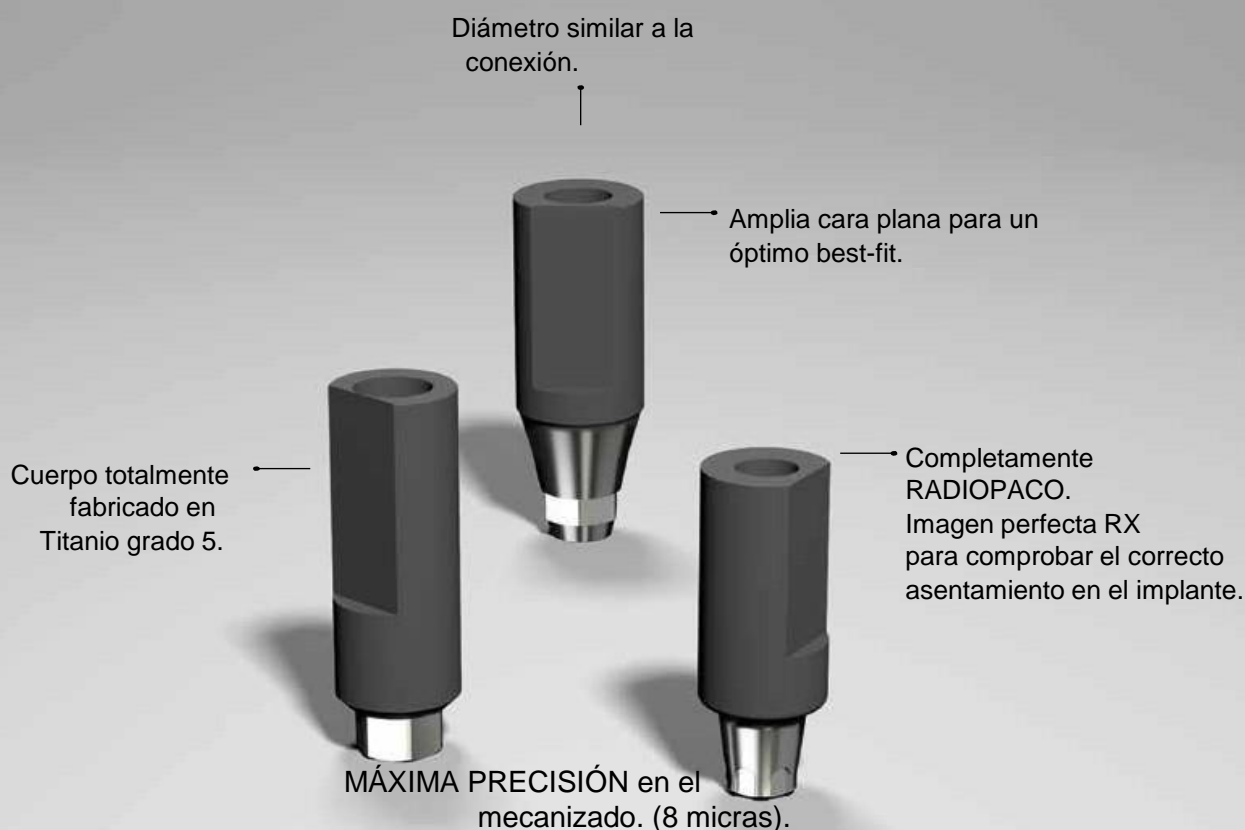 Diámetro similar a la
conexión.
Amplia cara plana para un
óptimo best-fit.
Cuerpo totalmente
fabricado en
Titanio grado 5.
Completamente
RADIOPACO.
Imagen perfecta RX
para comprobar el correcto
asentamiento en el implante.
MÁXIMA PRECISIÓN en el
mecanizado. (8 micras).